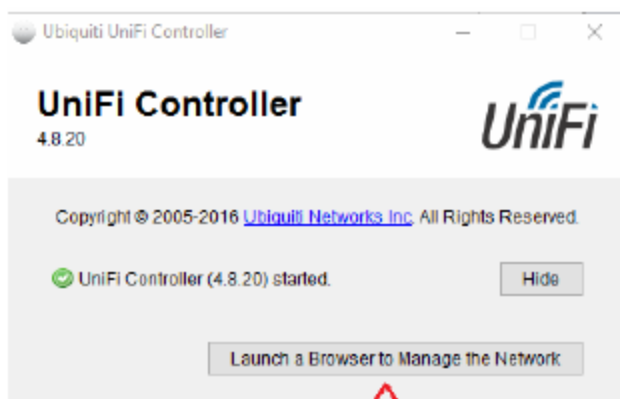 Ubiquiti UniFi Controller
UniFi Controller
4.8.20
UniFi
Copyright © 2005-2016 Ubiquiti Networks Inc. All Rights Reserved.
UniFi Controller (4.8.20) started.
Hide
Launch a Browser to Manage the Network